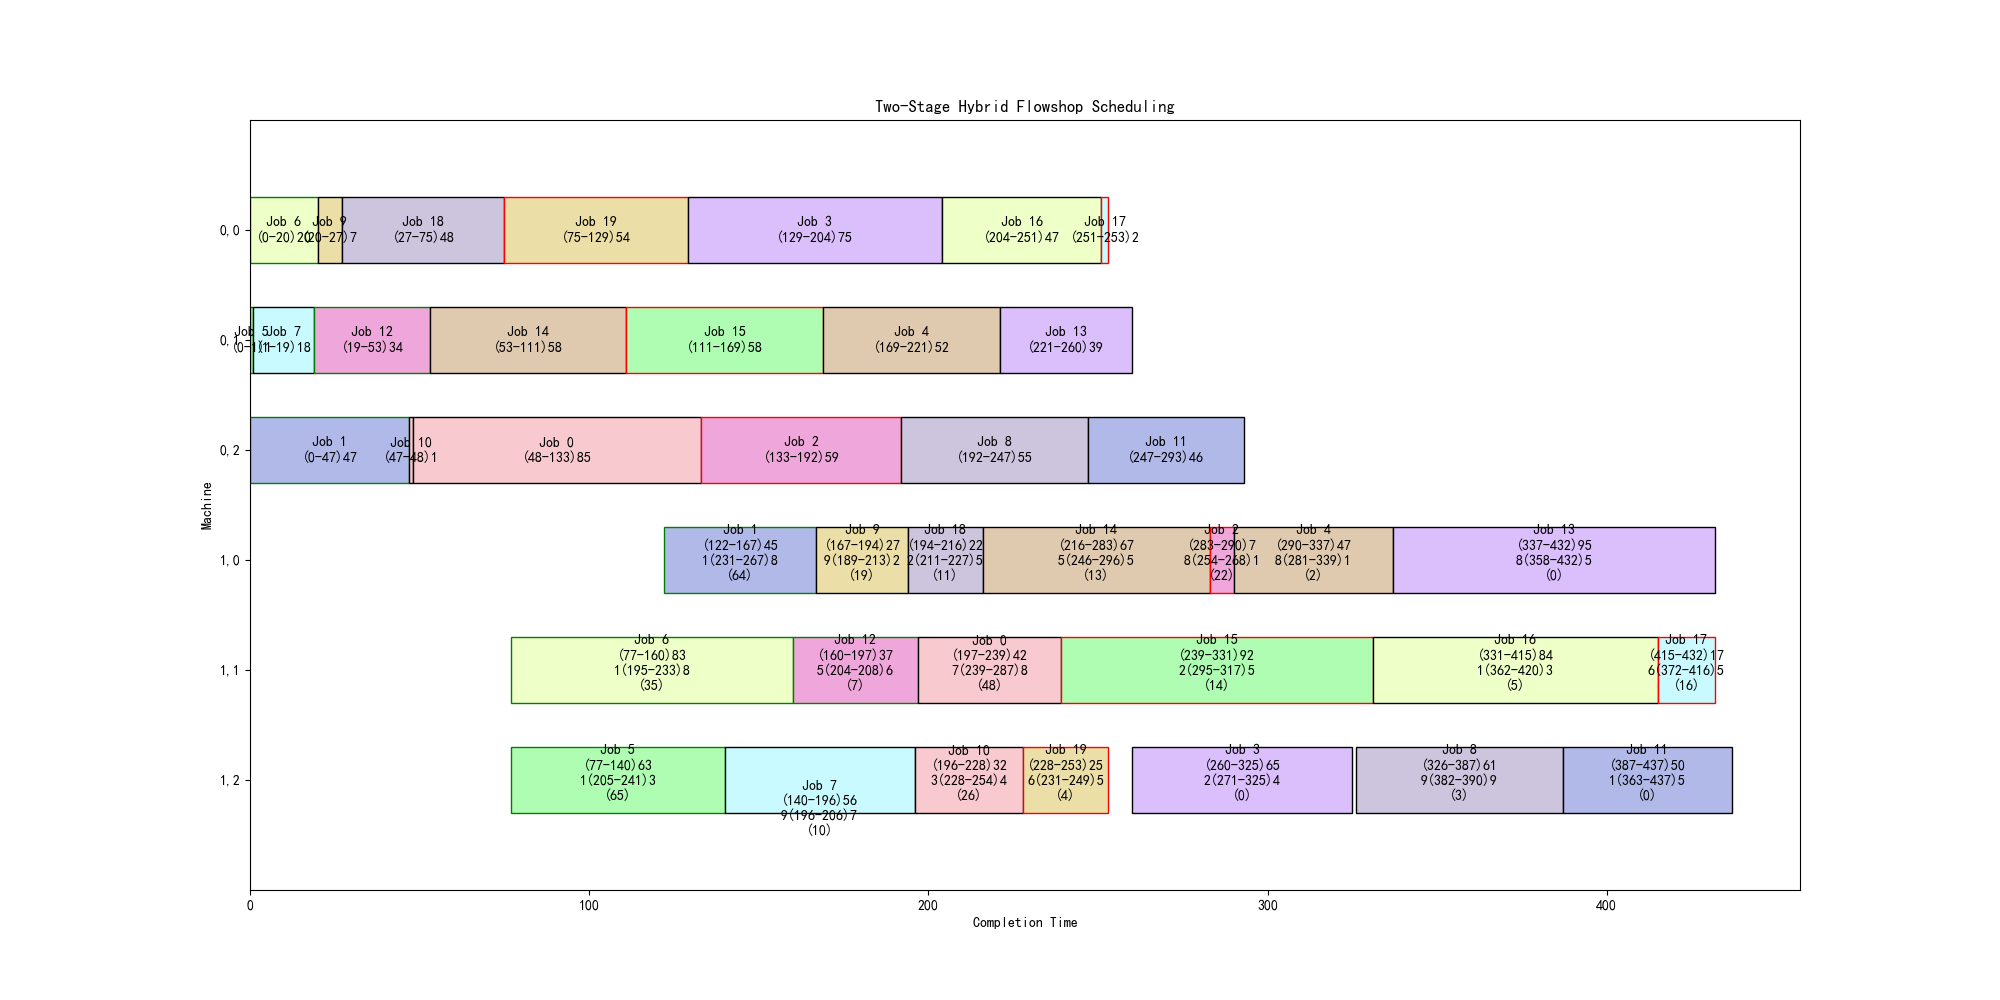 Two-Stage Hybrid Flowshop Scheduling
Machine
0,0
Job 6
(0-20)20
Job 9
(20-27)7
Job 18
(27-75)48
Job 19
(75-129)54
Job 3
(129-204)75
Job 16
(204-251)47
Job 17
(251-253)2
0,1
Job 5
(0-1)1
Job 7
(1-19)18
Job 12
(19-53)34
Job 14
(53-111)58
Job 15
(111-169)58
Job 4
(169-221)52
Job 13
(221-260)39
0,2
Job 1
(0-47)47
Job 10
(47-48)1
Job 0
(48-133)85
Job 2
(133-192)59
Job 8
(192-247)55
Job 11
(247-293)46
1,0
Job 1
(122-167)45
1(231-267)8
(64)
Job 9
(167-194)27
9(189-213)2
(19)
Job 18
(194-216)22
2(211-227)5
(11)
Job 14
(216-283)67
5(246-296)5
(13)
Job 2
(283-290)7
8(254-268)1
(22)
Job 4
(290-337)47
8(281-339)1
(2)
Job 13
(337-432)95
8(358-432)5
(0)
1,1
Job 6
(77-160)83
1(195-233)8
(35)
Job 12
(160-197)37
5(204-208)6
(7)
Job 0
(197-239)42
7(239-287)8
(48)
Job 15
(239-331)92
2(295-317)5
(14)
Job 16
(331-415)84
1(362-420)3
(5)
Job 17
(415-432)17
6(372-416)5
(16)
1,2
Job 5
(77-140)63
1(205-241)3
(65)
Job 7
(140-196)56
9(196-206)7
(10)
Job 10
(196-228)32
3(228-254)4
(26)
Job 19
(228-253)25
6(231-249)5
(4)
Job 3
(260-325)65
2(271-325)4
(0)
Job 8
(326-387)61
9(382-390)9
(3)
Job 11
(387-437)50
1(363-437)5
(0)
0
100
200
300
400
Completion Time